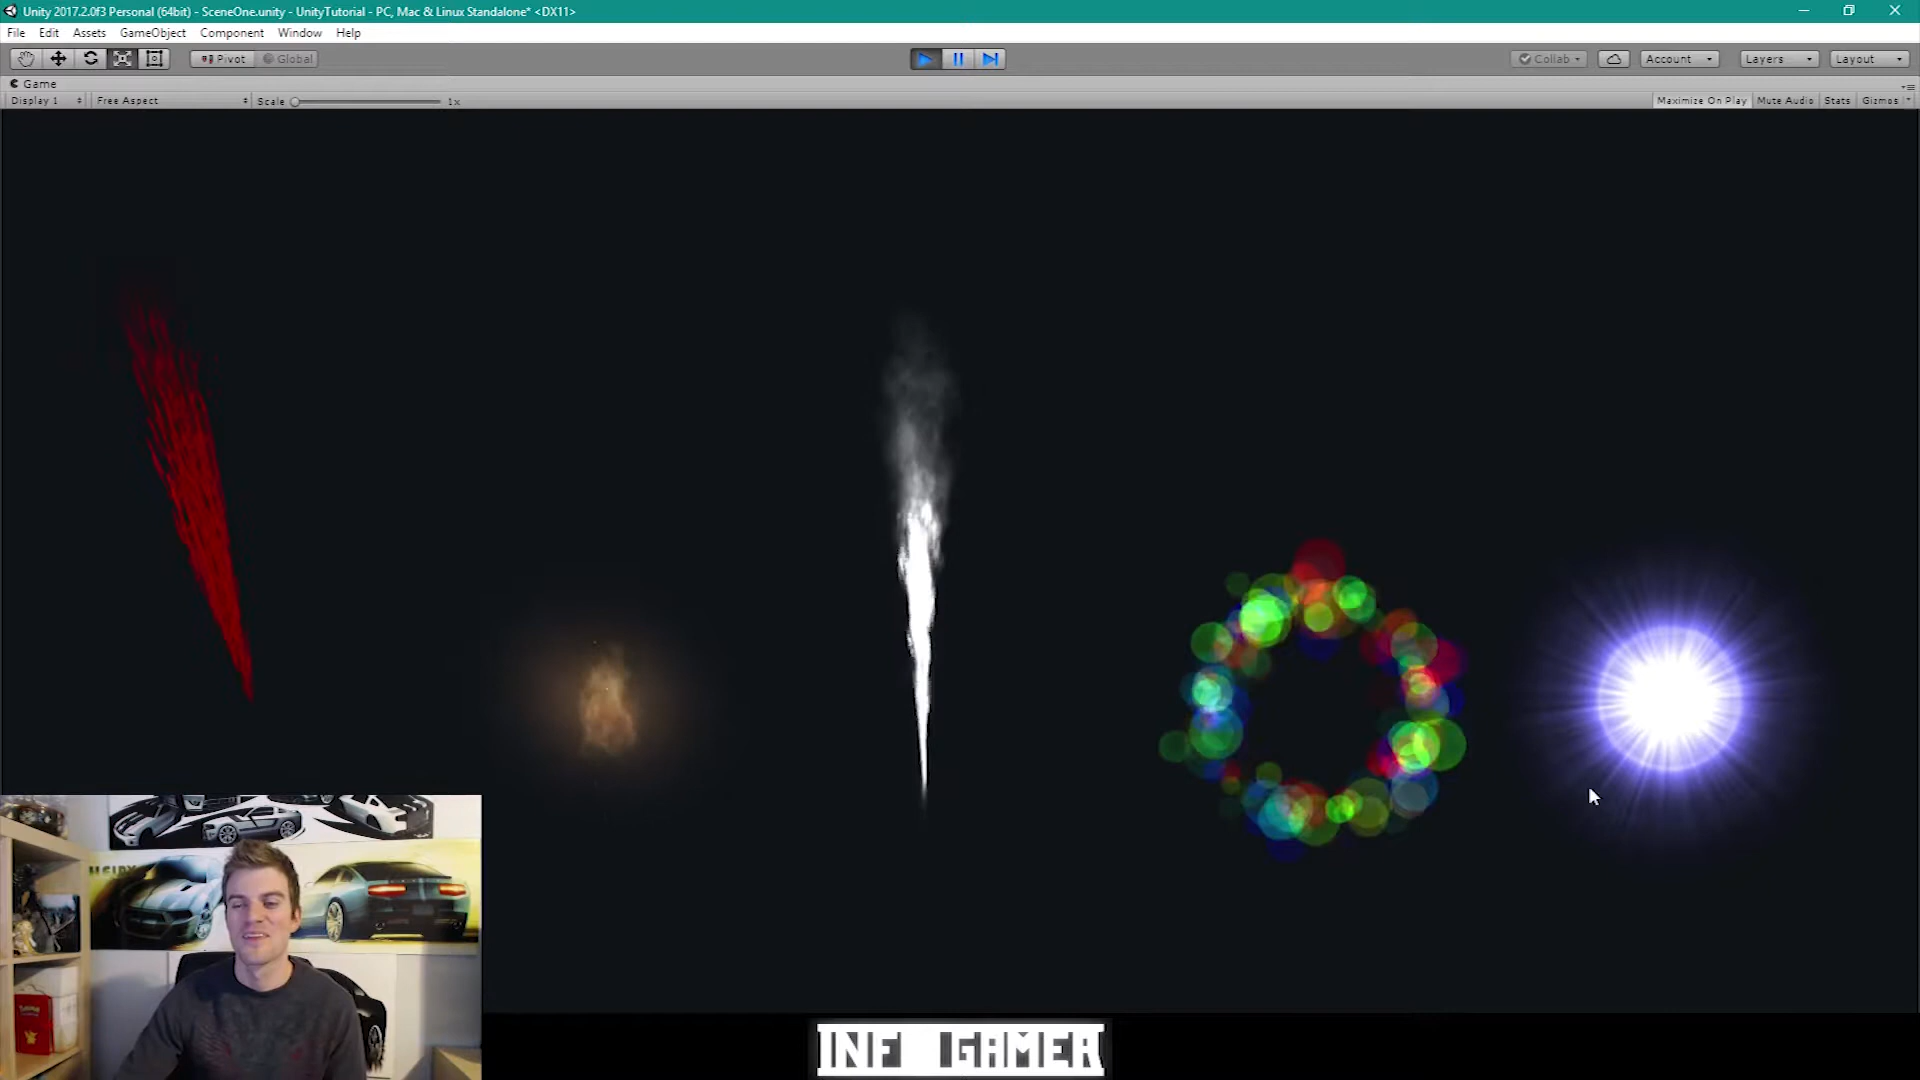 Unity 2017.2.0f3 Personal (64bit) - SceneOne.unity - UnityTutorial - PC, Mac & Linux Standalone* <DX11>
File Edit Assets GameObject Component Window Help
Pivot Global Collab Account Layers Layout
Game
Display 1 Free Aspect Scale 1x Maximize On Play Mute Audio Stats Gizmos
INF GAMER